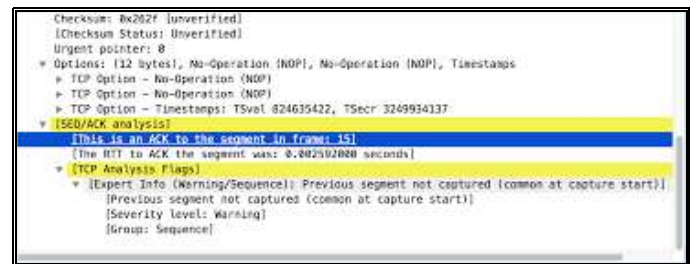 Checksum: 0x262f [unverified]
[Checksum Status: Unverified]
Urgent pointer: 0
Options: (12 bytes), No-Operation (NOP), No-Operation (NOP), Timestamps
TCP Option – No-Operation (NOP)
TCP Option – No-Operation (NOP)
TCP Option – Timestamps: TSval 824635422, TSecr 3249934137
[SEQ/ACK analysis]
[This is an ACK to the segment in frame: 15]
[The RTT to ACK the segment was: 0.002592000 seconds]
[TCP Analysis Flags]
[Expert Info (Warning/Sequence): Previous segment not captured (common at capture start)]
[Previous segment not captured (common at capture start)]
[Severity level: Warning]
[Group: Sequence]